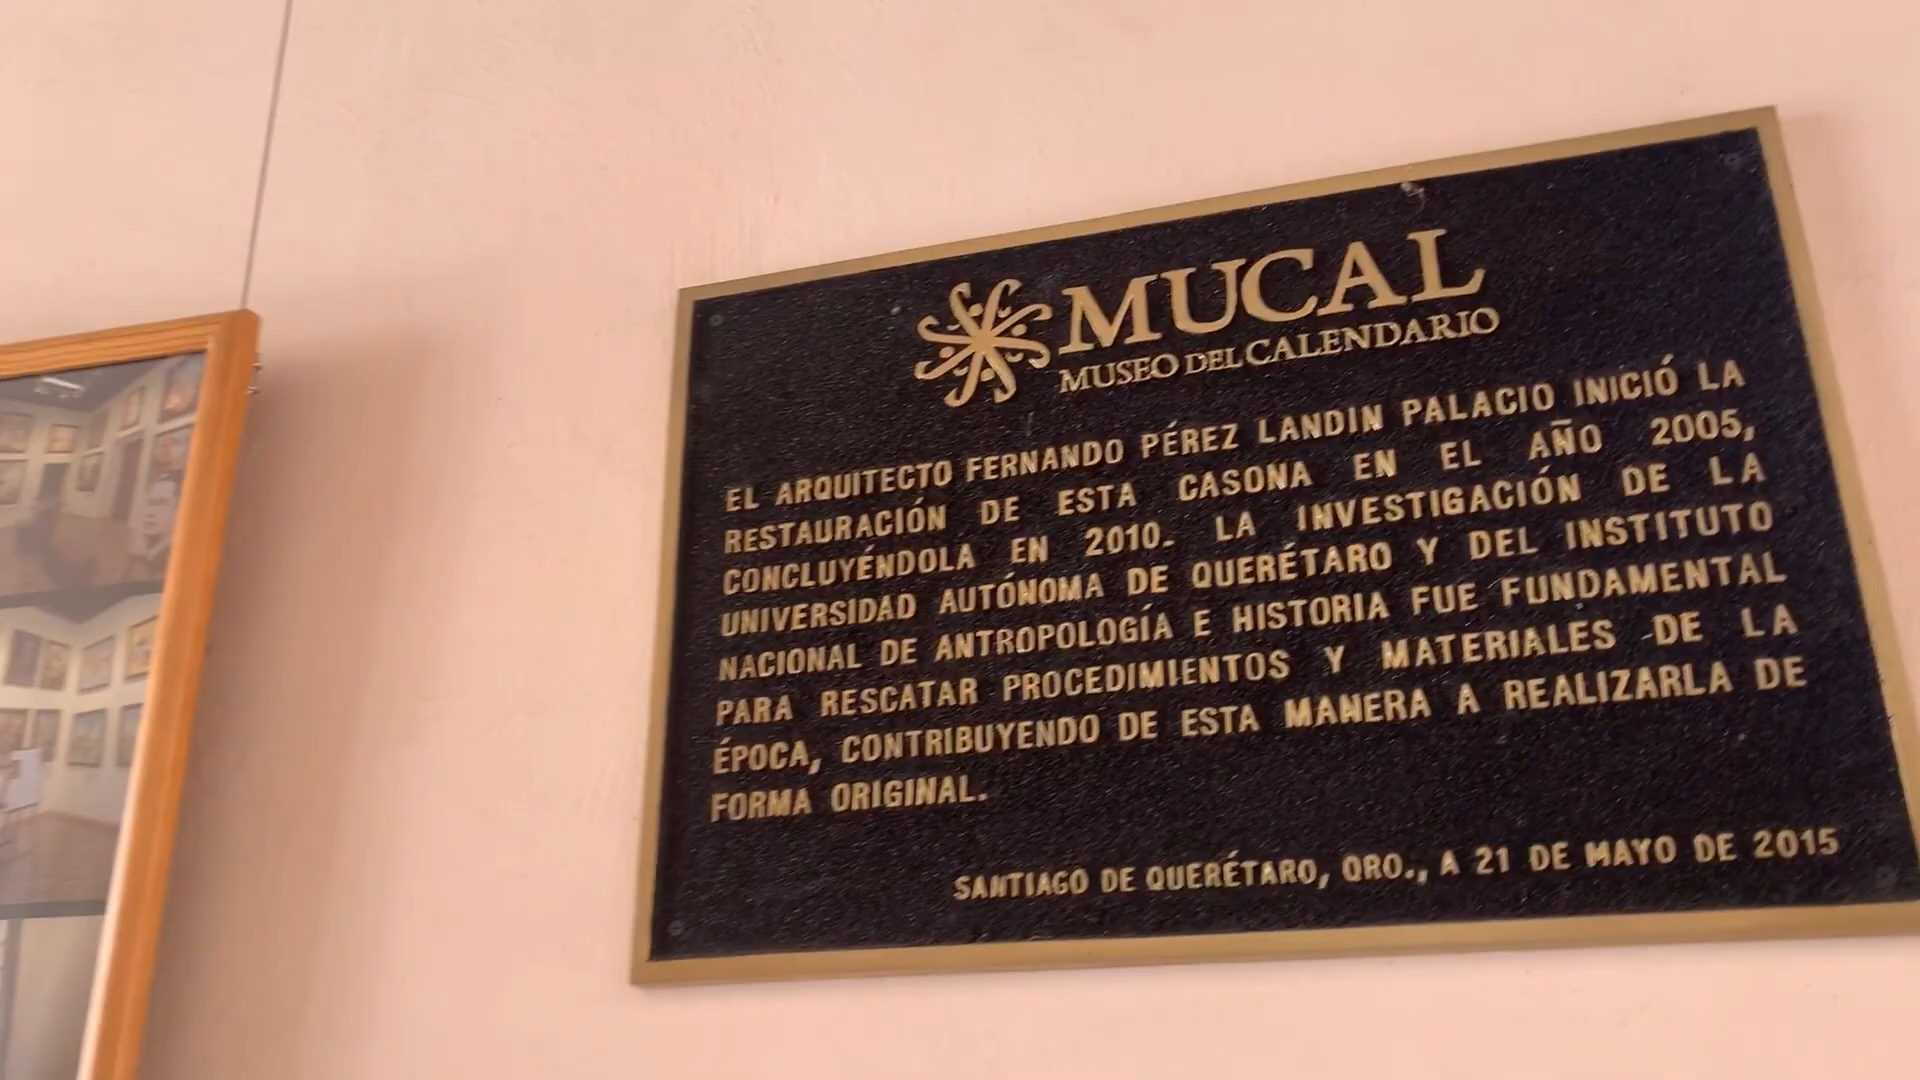 MUCAL
MUSEO DEL CALENDARIO
EL ARQUITECTO FERNANDO PÉREZ LANDIN PALACIO INICIÓ LA
RESTAURACIÓN DE ESTA CASONA EN EL AÑO 2005,
CONCLUYÉNDOLA EN 2010. LA INVESTIGACIÓN DE LA
UNIVERSIDAD AUTÓNOMA DE QUERÉTARO Y DEL INSTITUTO
NACIONAL DE ANTROPOLOGÍA E HISTORIA FUE FUNDAMENTAL
PARA RESCATAR PROCEDIMIENTOS Y MATERIALES DE LA
ÉPOCA, CONTRIBUYENDO DE ESTA MANERA A REALIZARLA DE
FORMA ORIGINAL.
SANTIAGO DE QUERÉTARO, QRO., A 21 DE MAYO DE 2015